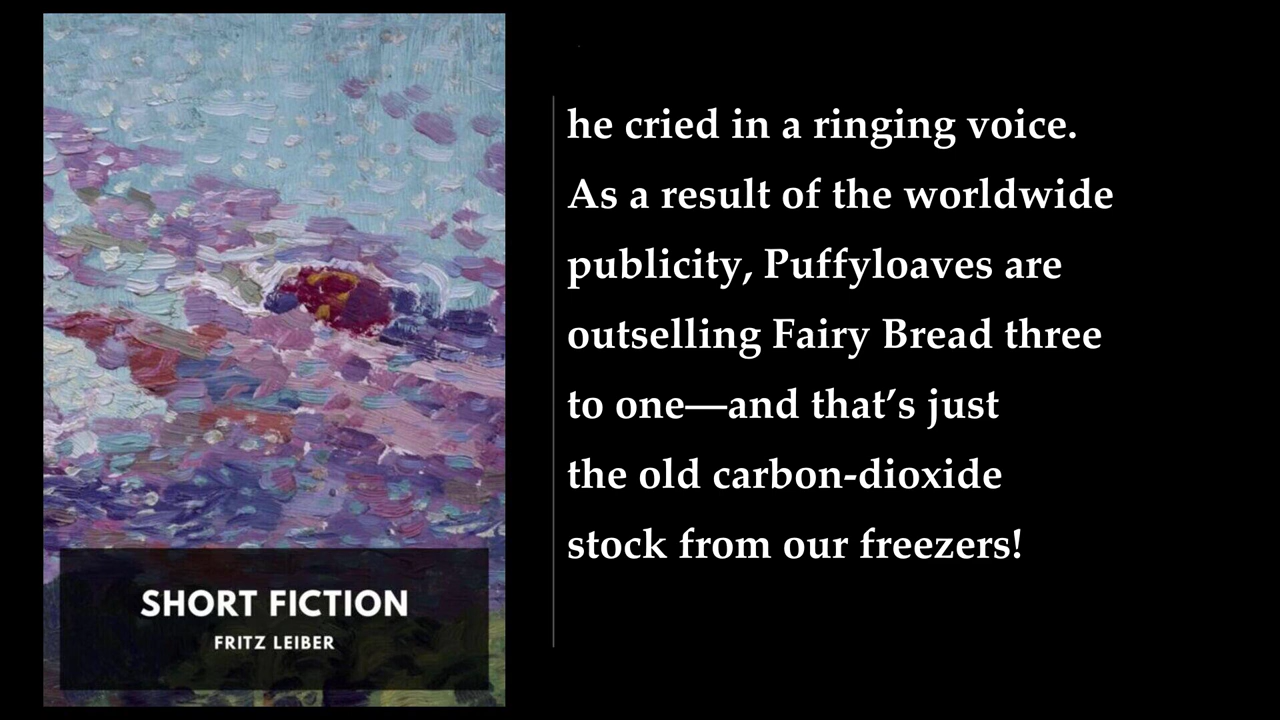 SHORT FICTION
FRITZ LEIBER
he cried in a ringing voice.
As a result of the worldwide
publicity, Puffyloaves are
outselling Fairy Bread three
to one—and that’s just
the old carbon-dioxide
stock from our freezers!